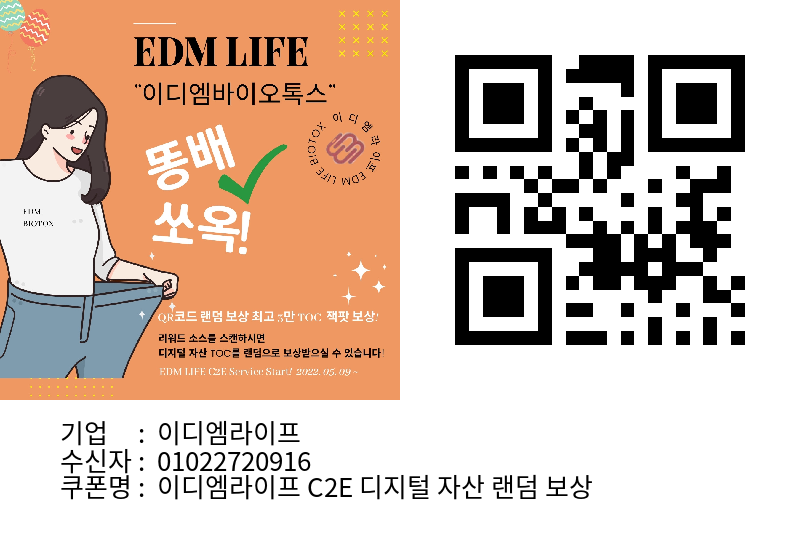 EDM LIFE
"이디엠바이오톡스"
이디엠라이프 EDM LIFE BIOTOX
똥배
쏘옥!
EDM
BIOTOX
QR코드 랜덤 보상 최고 5만 TOC 잭팟 보상!
리워드 소스를 스캔하시면
디지털 자산 TOC를 랜덤으로 보상받으실 수 있습니다!
EDM LIFE C2E Service Start! 2022. 05. 09 ~
기업 : 이디엠라이프
수신자 : 01022720916
쿠폰명 : 이디엠라이프 C2E 디지털 자산 랜덤 보상